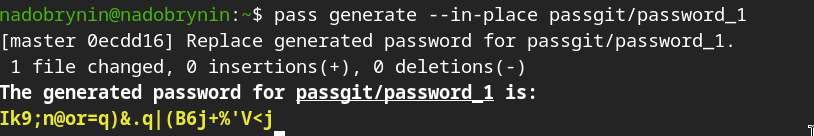 nadobrynin@nadobrynin:~$ pass generate --in-place passgit/password_1
[master 0ecdd16] Replace generated password for passgit/password_1.
 1 file changed, 0 insertions(+), 0 deletions(-)
The generated password for passgit/password_1 is:
Ik9;n@or=q)&.q|(B6j+%'V<j